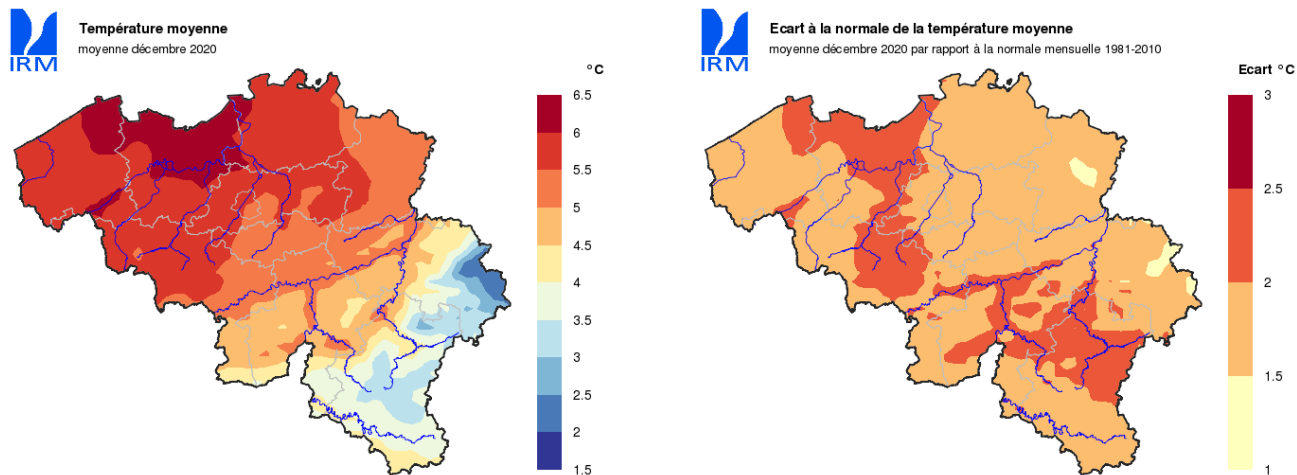 IRM
Température moyenne
moyenne décembre 2020
°C
6.5
6
5.5
5
4.5
4
3.5
3
2.5
2
1.5
IRM
Ecart à la normale de la température moyenne
moyenne décembre 2020 par rapport à la normale mensuelle 1981-2010
Ecart °C
3
2.5
2
1.5
1